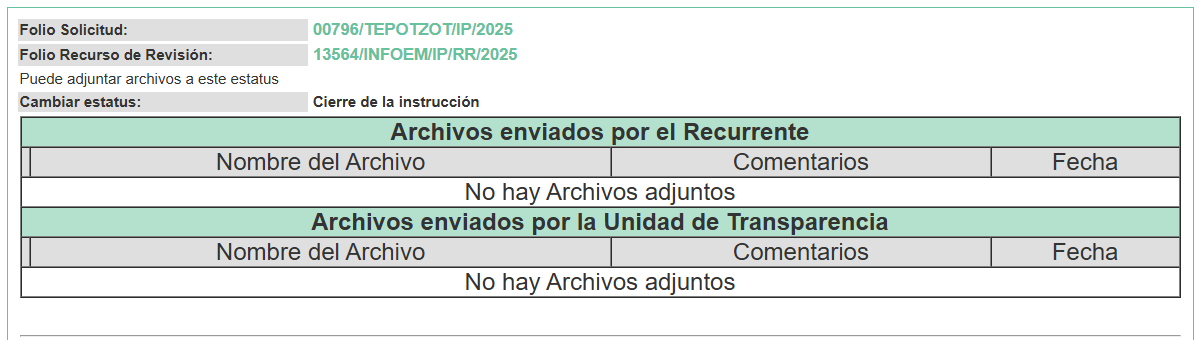 Folio Solicitud: 00796/TEPOTZOT/IP/2025
Folio Recurso de Revisión: 13564/INFOEM/IP/RR/2025
Puede adjuntar archivos a este estatus
Cambiar estatus: Cierre de la instrucción
Archivos enviados por el Recurrente
Nombre del Archivo Comentarios Fecha
No hay Archivos adjuntos
Archivos enviados por la Unidad de Transparencia
Nombre del Archivo Comentarios Fecha
No hay Archivos adjuntos